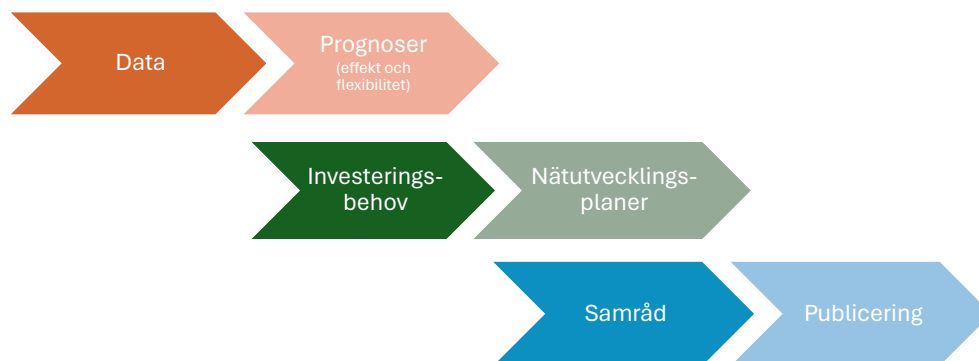 Data
Prognoser
(effekt och
flexibilitet)
Investerings-
behov
Nätutvecklings-
planer
Samråd
Publicering